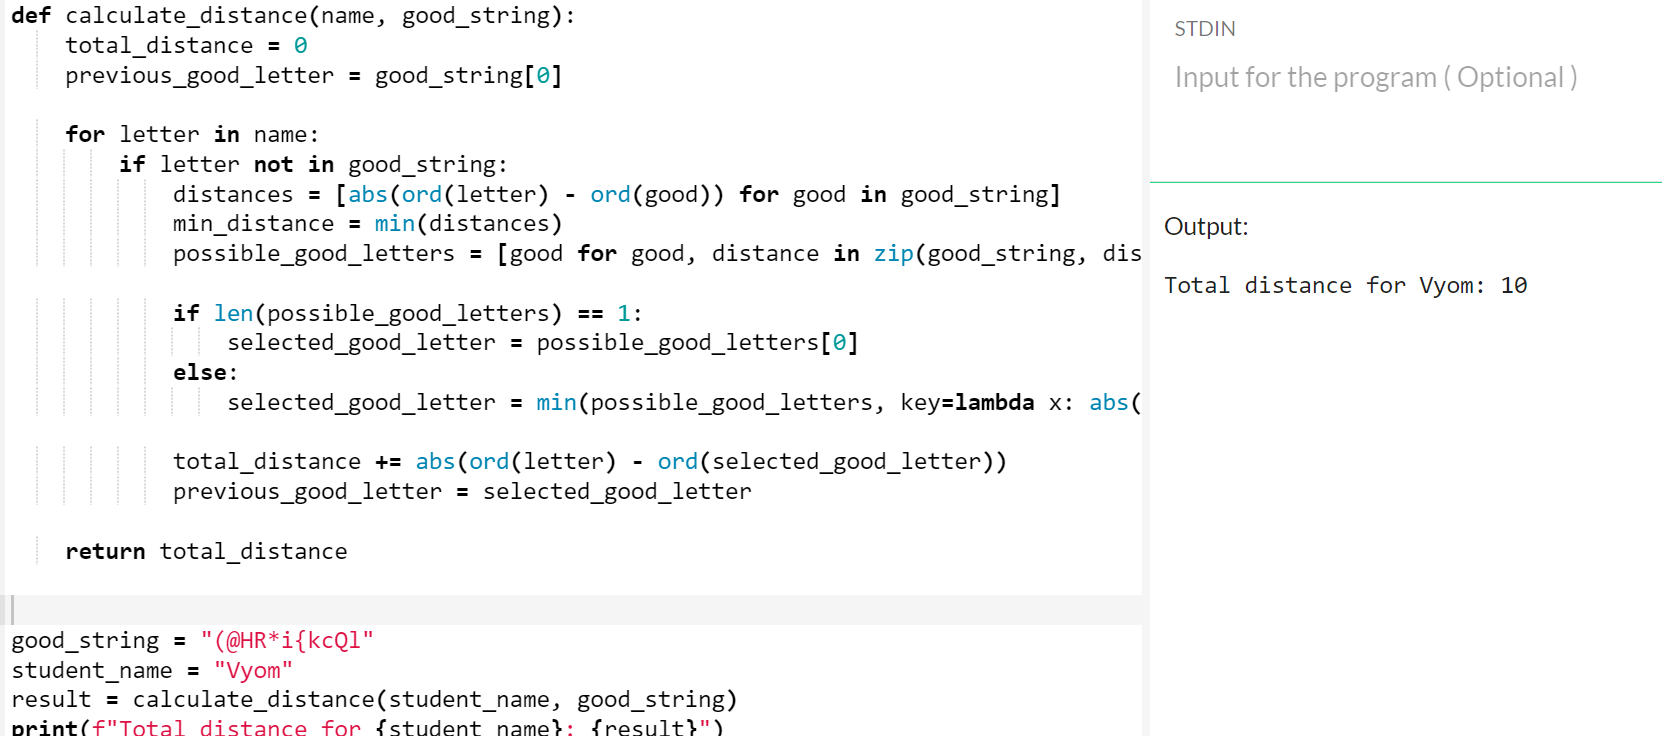 def calculate_distance(name, good_string):
    total_distance = 0
    previous_good_letter = good_string[0]
    for letter in name:
        if letter not in good_string:
            distances = [abs(ord(letter) - ord(good)) for good in good_string]
            min_distance = min(distances)
            possible_good_letters = [good for good, distance in zip(good_string, dis
            if len(possible_good_letters) == 1:
                selected_good_letter = possible_good_letters[0]
            else:
                selected_good_letter = min(possible_good_letters, key=lambda x: abs(
            total_distance += abs(ord(letter) - ord(selected_good_letter))
            previous_good_letter = selected_good_letter
    return total_distance
good_string = "(@HR*i{kcQl"
student_name = "Vyom"
result = calculate_distance(student_name, good_string)
print(f"Total distance for {student_name}: {result}")
STDIN
Input for the program ( Optional )
Output:
Total distance for Vyom: 10